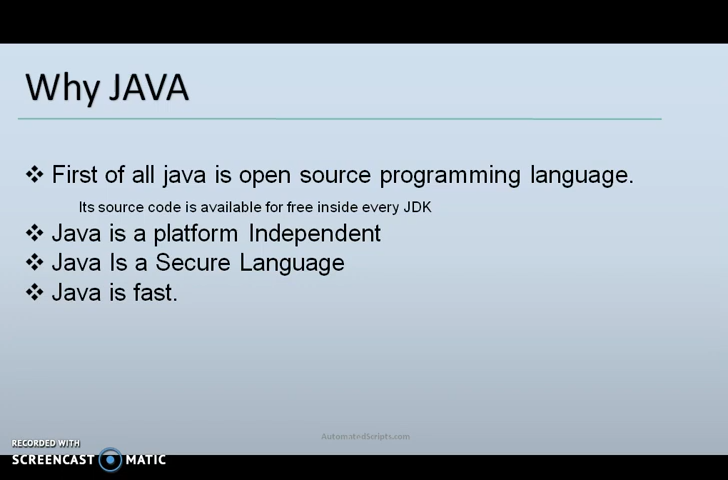 Why JAVA
First of all java is open source programming language.
Its source code is available for free inside every JDK
Java is a platform Independent
Java Is a Secure Language
Java is fast.
AutomatedScripts.com
RECORDED WITH
SCREENCAST MATIC